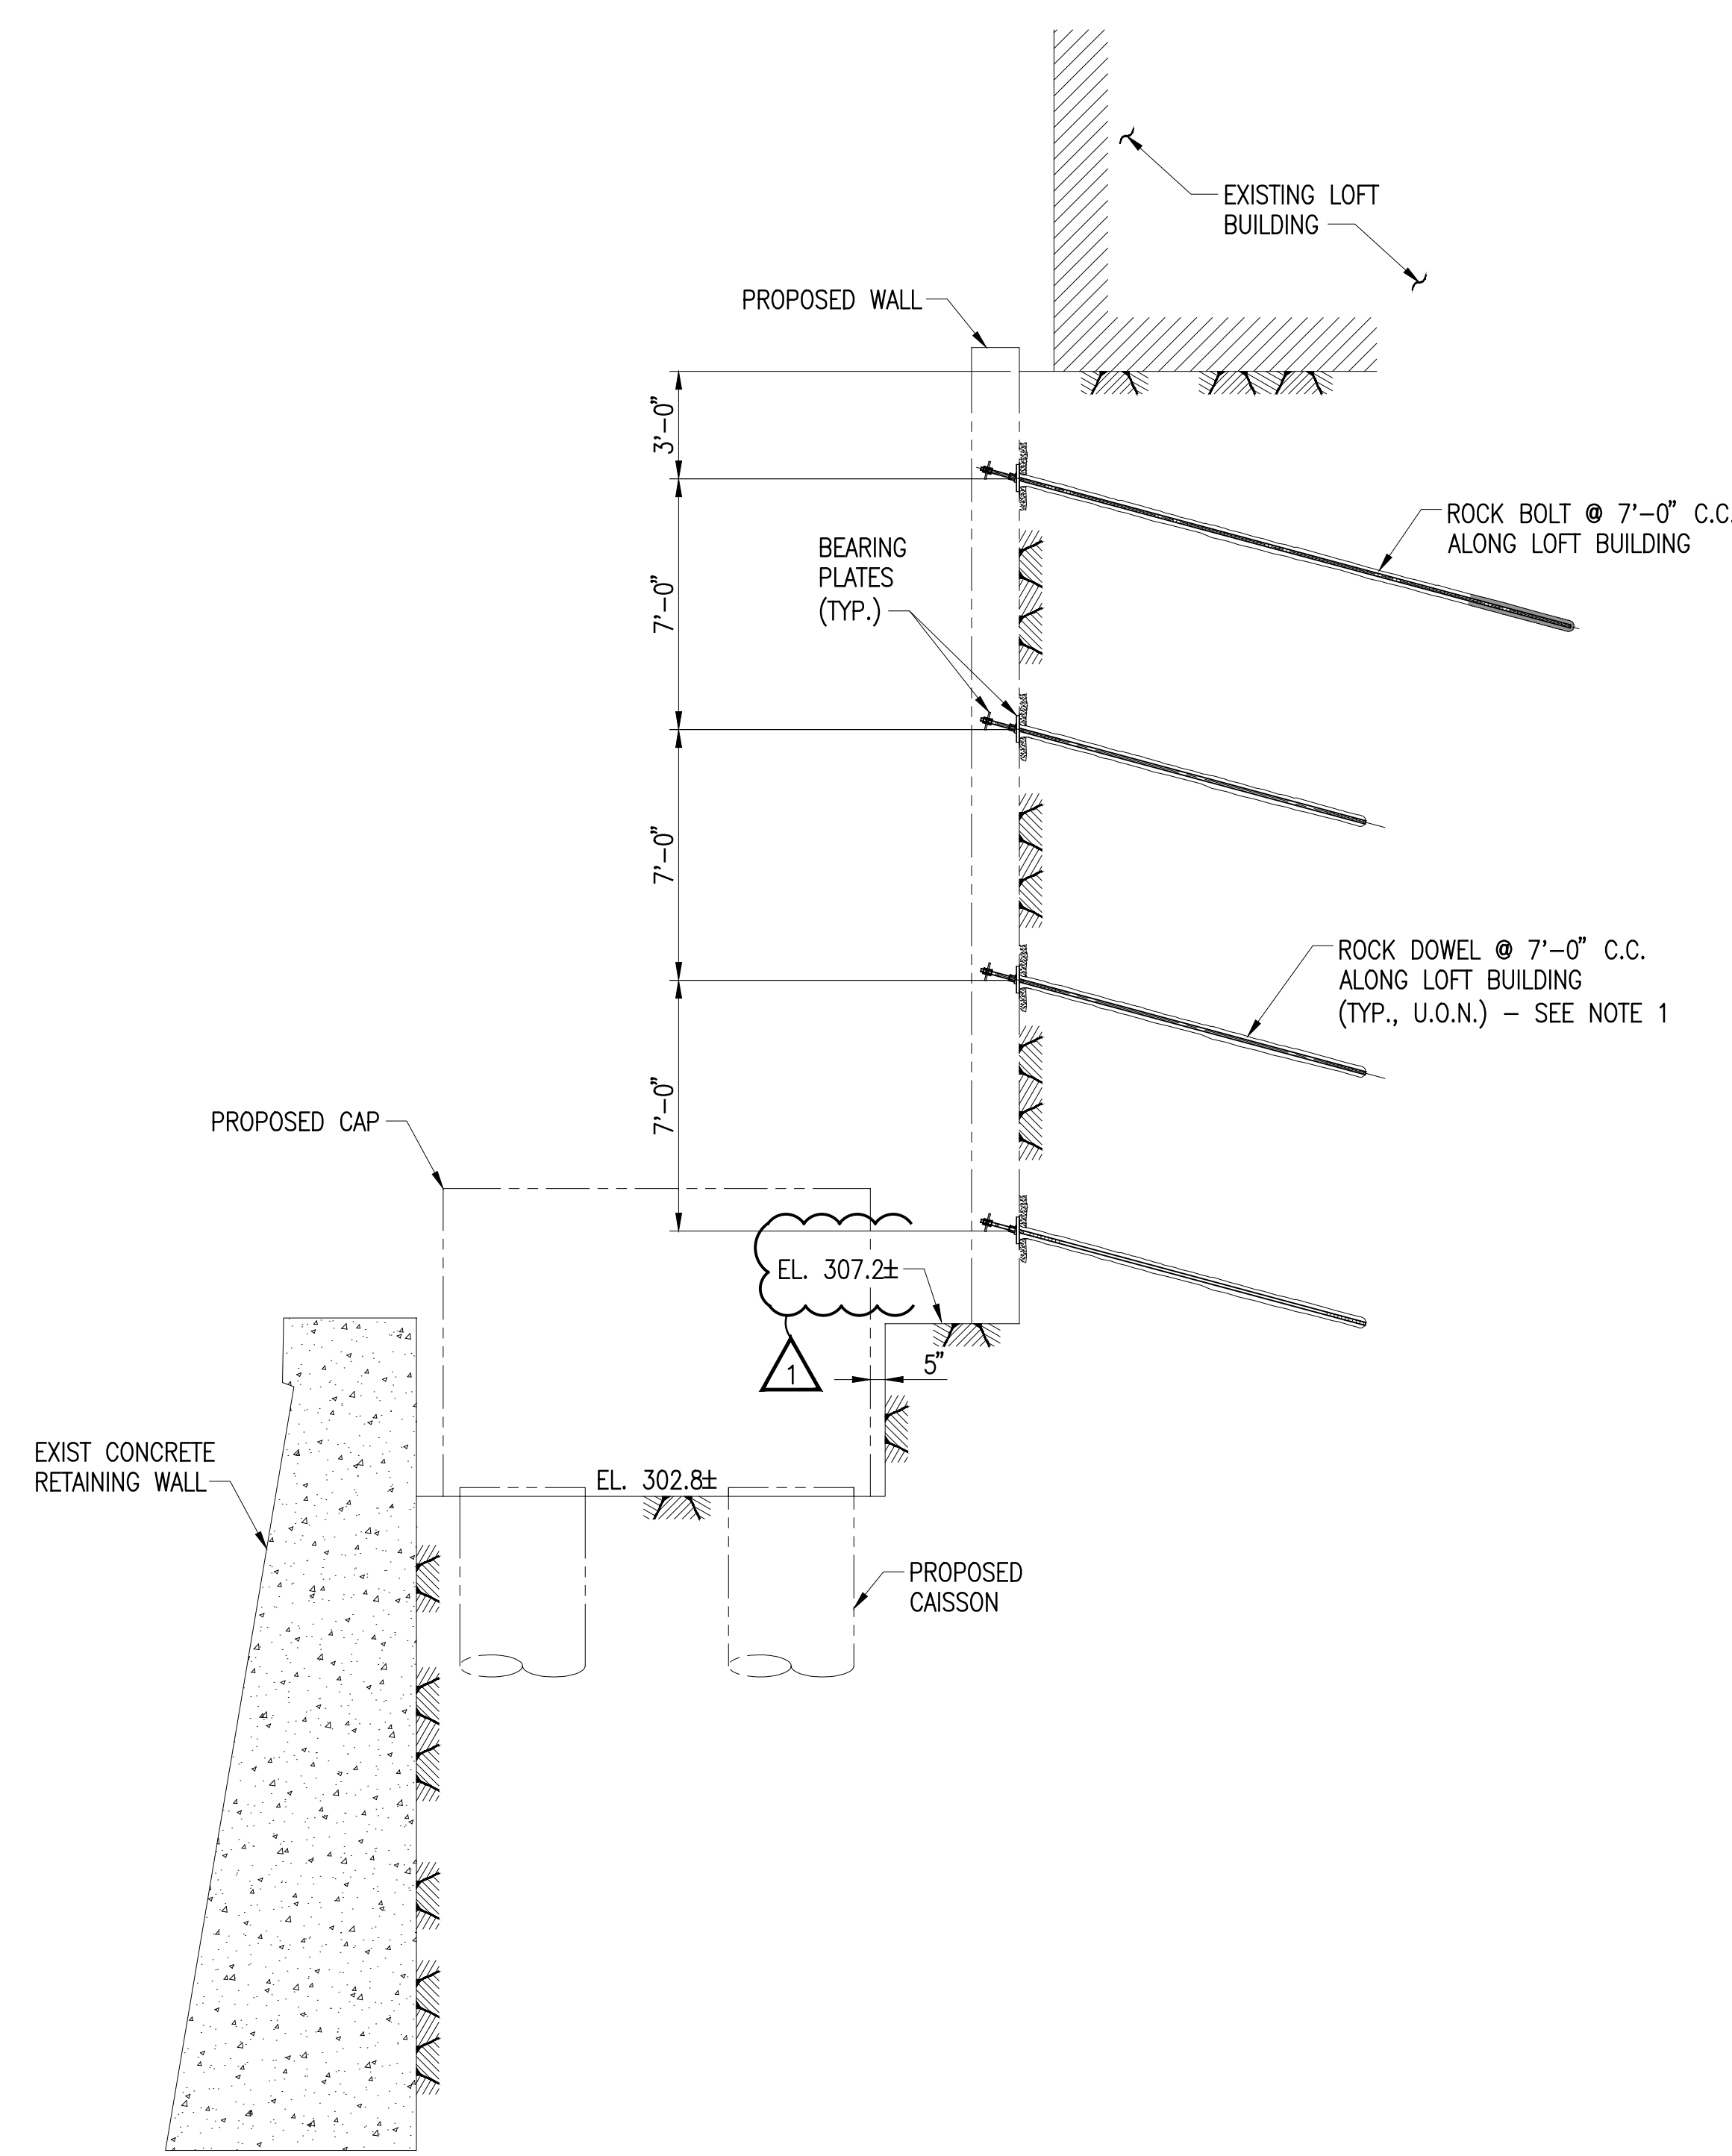 EXISTING LOFT
BUILDING
PROPOSED WALL
3'-0"
ROCK BOLT @ 7'-0" C.C.
ALONG LOFT BUILDING
BEARING
PLATES
(TYP.)
7'-0"
7'-0"
ROCK DOWEL @ 7'-0" C.C.
ALONG LOFT BUILDING
(TYP., U.O.N.) – SEE NOTE 1
7'-0"
PROPOSED CAP
EL. 307.2±
1
5"
EXIST CONCRETE
RETAINING WALL
EL. 302.8±
PROPOSED
CAISSON